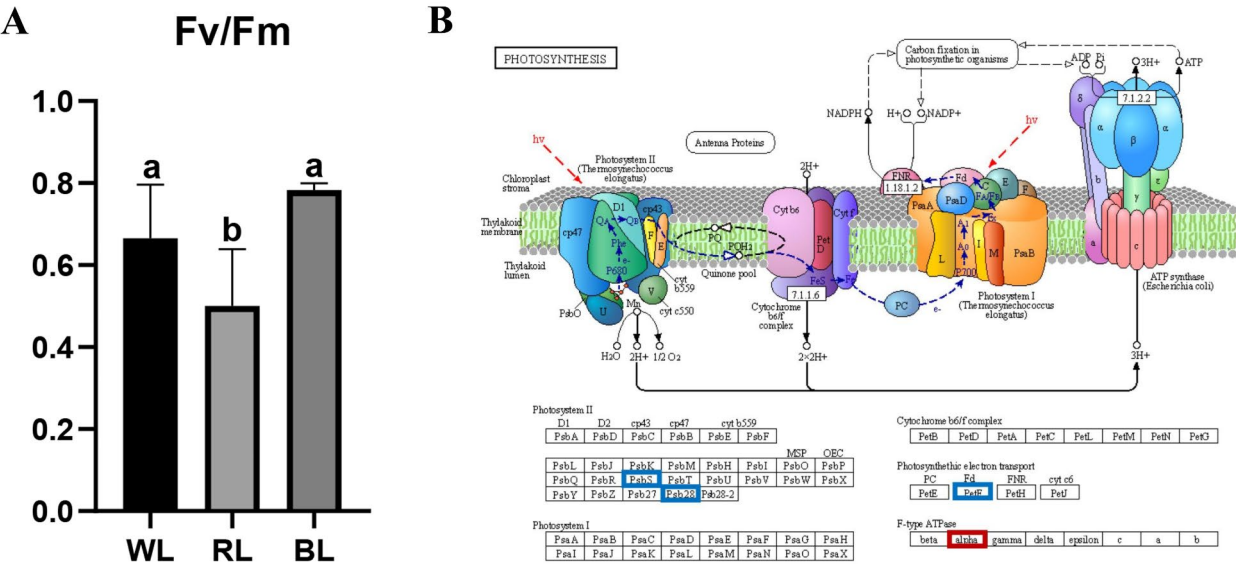 A
Fv/Fm
1.0
0.8
0.6
0.4
0.2
0.0
a
b
a
WL
RL
BL
B
PHOTOSYNTHESIS
Carbon fixation in
photosynthetic organisms
ADP
Pi
3H+
ATP
NADPH
H+
NADP+
7.1.2.2
δ
α
β
α
b
ε
γ
a
c
ATP synthase
(Escherichia coli)
3H+
hv
Antenna Proteins
hv
Photosystem II
(Thermosynechococcus
elongatus)
Chloroplast
stroma
Thylakoid
membrane
Thylakoid
lumen
D1
cp43
cp47
QA
QB
Phe
e-
P680
F
E
cyt
b559
V
cyt c550
PsbO
U
Mn
H2O
2H+
1/2 O2
PQ
PQH2
Quinone pool
2H+
Cyt b6
Cyt f
Pet
D
FeS
7.1.1.6
Cytochrome
b6/f
complex
2×2H+
PC
e-
FNR
1.18.1.2
Fd
E
C
F
FA/FB
PsaA
PsaD
A1
A0
L
I
M
PsaB
P700
Photosystem I
(Thermosynechococcus
elongatus)
Photosystem II
D1 D2 cp43 cp47 cyt b559
PsbA PsbD PsbC PsbB PsbE PsbF
MSP OEC
PsbL PsbJ PsbK PsbM PsbH PsbI PsbO PsbP
PsbQ PsbR PsbS PsbT PsbU PsbV PsbW PsbX
PsbY PsbZ Psb27 Psb28 Psb28-2
Photosystem I
PsaA PsaB PsaC PsaD PsaE PsaF PsaG PsaH
PsaI PsaJ PsaK PsaL PsaM PsaN PsaO PsaX
Cytochrome b6/f complex
PetB PetD PetA PetC PetL PetM PetN PetG
Photosynthethic electron transport
PC Fd FNR cyt c6
PetE PetF PetH PetJ
F-type ATPase
beta alpha gamma delta epsilon c a b